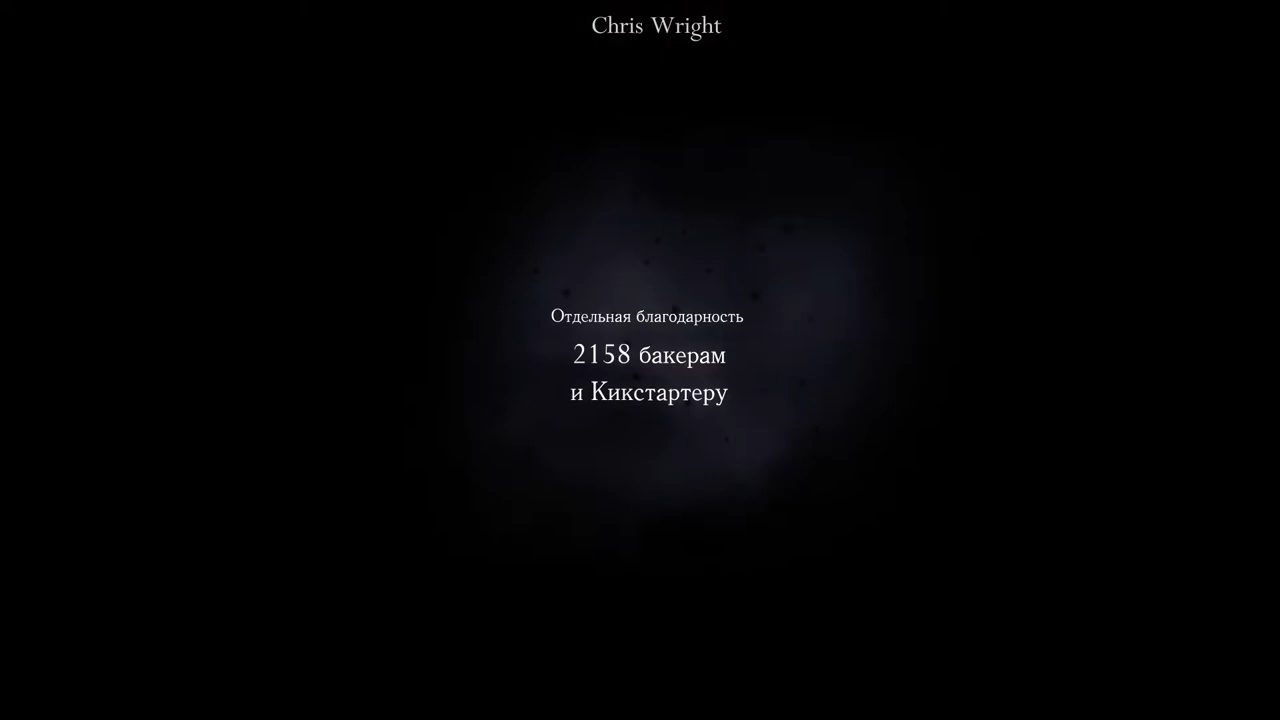 Chris Wright
Отдельная благодарность
2158 бакерам
и Кикстартеру